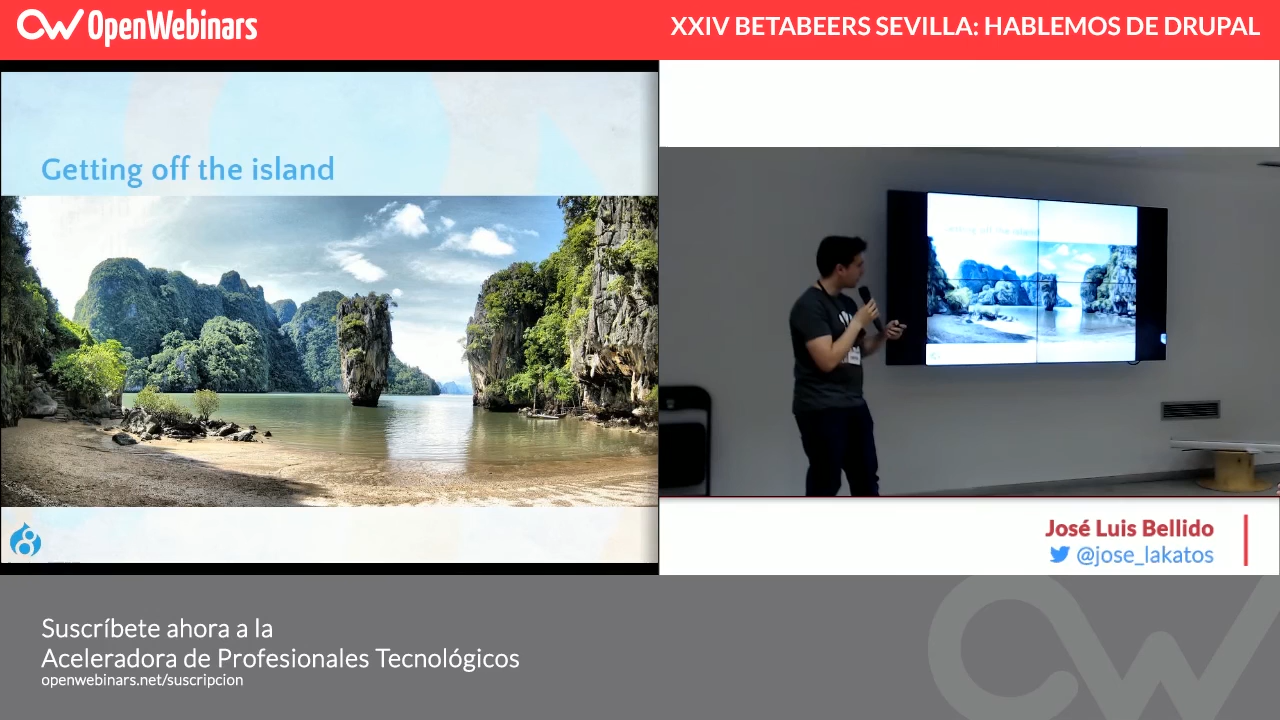 OpenWebinars
XXIV BETABEERS SEVILLA: HABLEMOS DE DRUPAL
Getting off the island
José Luis Bellido
@jose_lakatos
Suscríbete ahora a la
Aceleradora de Profesionales Tecnológicos
openwebinars.net/suscripcion